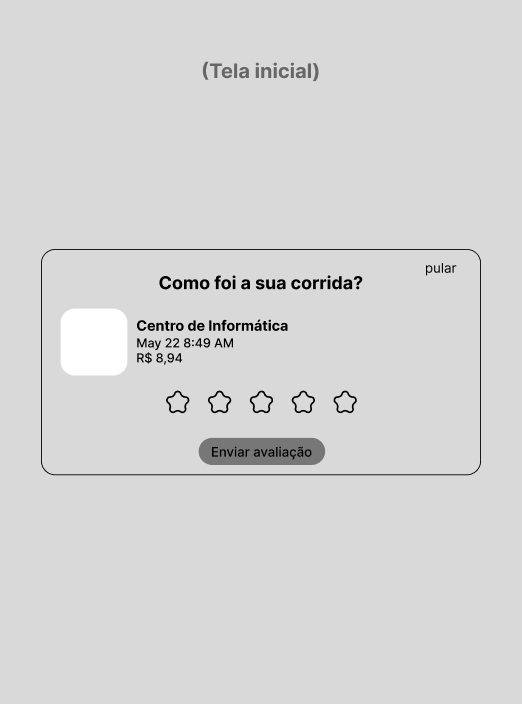 (Tela inicial)
pular
Como foi a sua corrida?
Centro de Informática
May 22 8:49 AM
R$ 8,94
Enviar avaliação